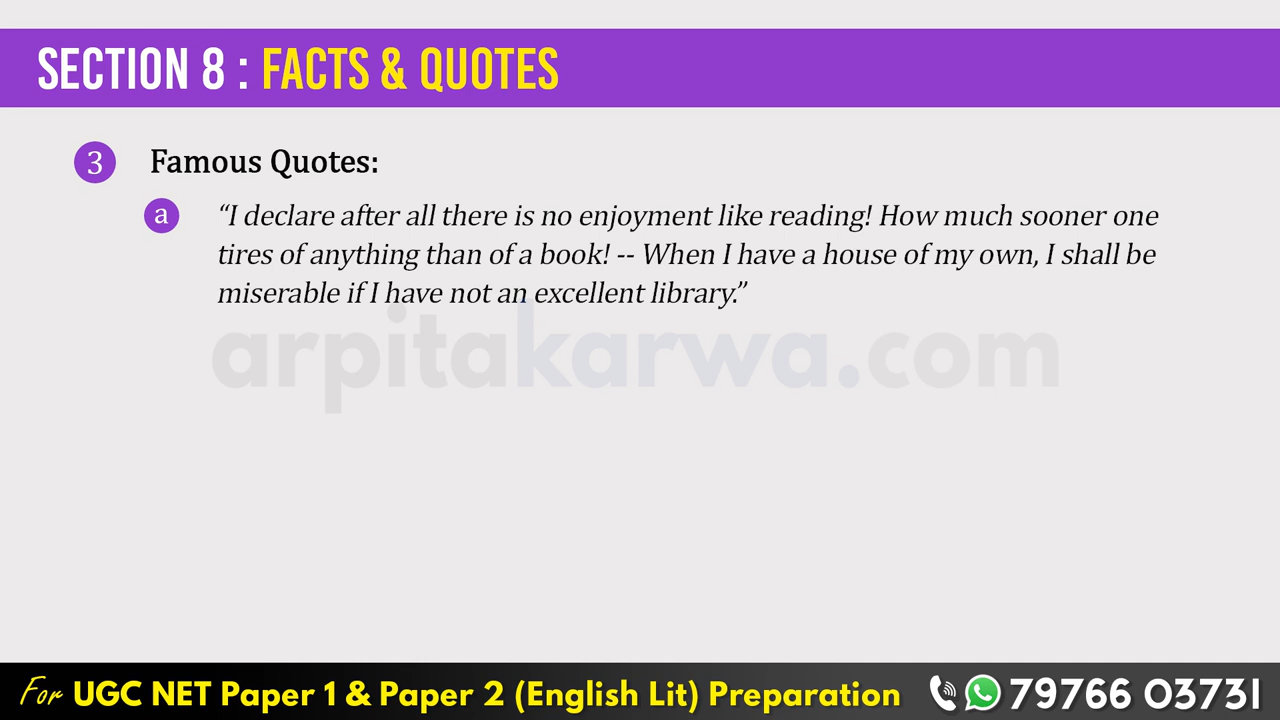 SECTION 8 : FACTS & QUOTES
3 Famous Quotes:
a “I declare after all there is no enjoyment like reading! How much sooner one
tires of anything than of a book! -- When I have a house of my own, I shall be
miserable if I have not an excellent library.”
arpitakarwa.com
For UGC NET Paper 1 & Paper 2 (English Lit) Preparation 79766 03731